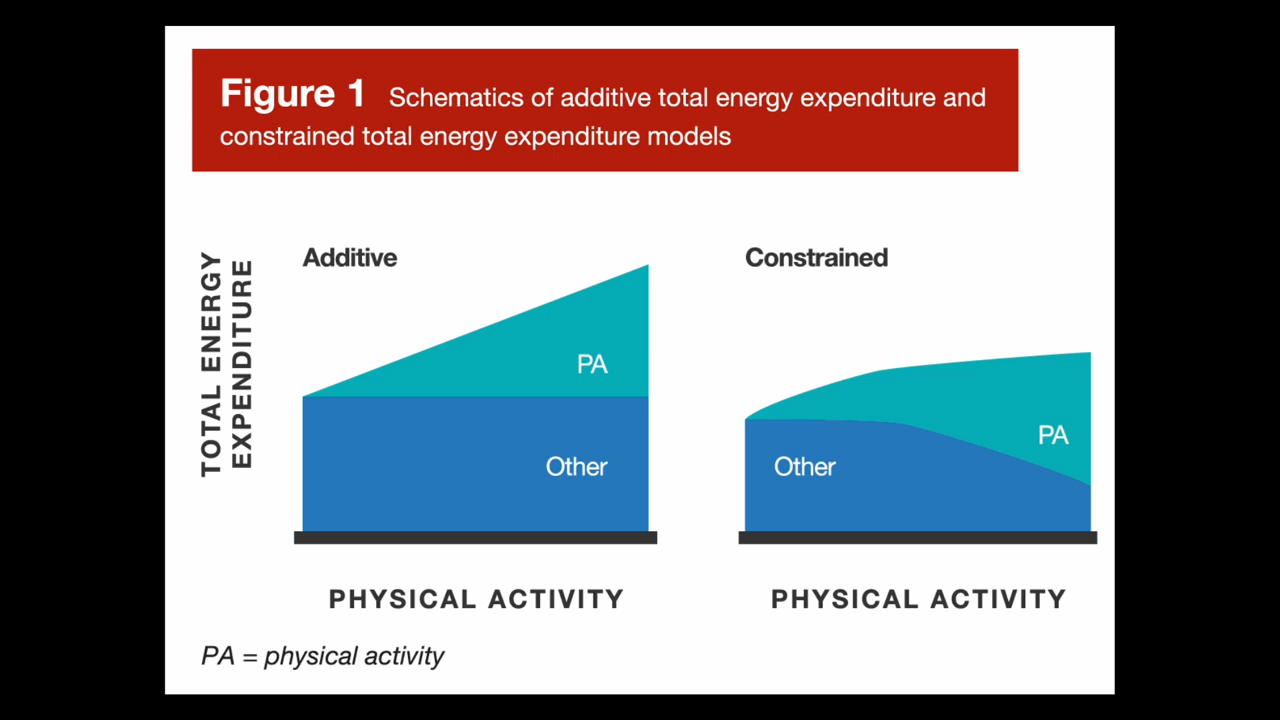 Figure 1 Schematics of additive total energy expenditure and
constrained total energy expenditure models
TOTAL ENERGY
EXPENDITURE
Additive
PA
Other
PHYSICAL ACTIVITY
Constrained
PA
Other
PHYSICAL ACTIVITY
PA = physical activity